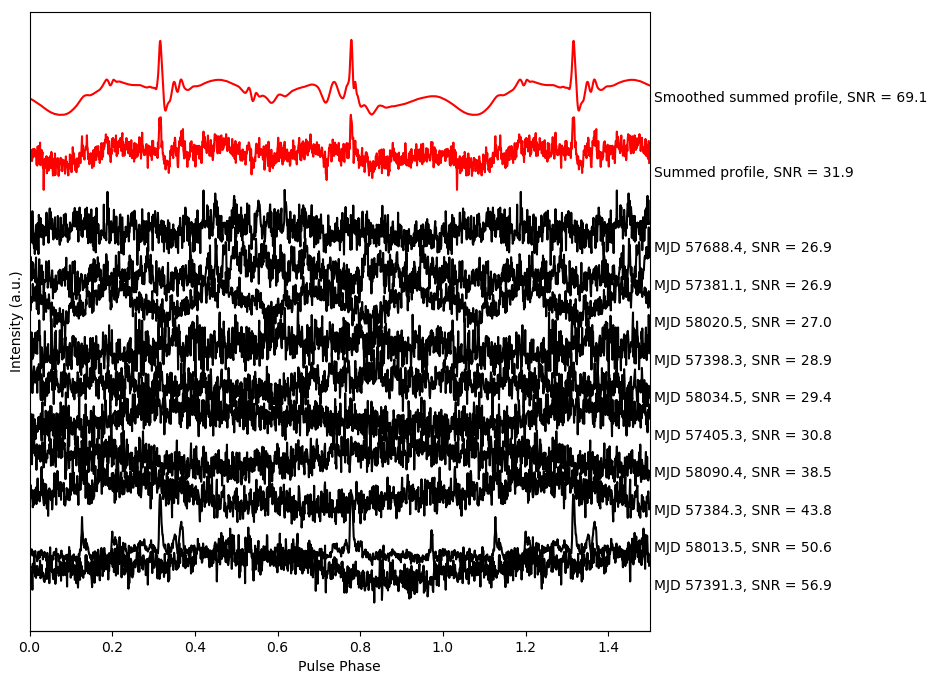 Smoothed summed profile, SNR = 69.1
Summed profile, SNR = 31.9
MJD 57688.4, SNR = 26.9
MJD 57381.1, SNR = 26.9
MJD 58020.5, SNR = 27.0
MJD 57398.3, SNR = 28.9
MJD 58034.5, SNR = 29.4
MJD 57405.3, SNR = 30.8
MJD 58090.4, SNR = 38.5
MJD 57384.3, SNR = 43.8
MJD 58013.5, SNR = 50.6
MJD 57391.3, SNR = 56.9
Intensity (a.u.)
0.0 0.2 0.4 0.6 0.8 1.0 1.2 1.4
Pulse Phase